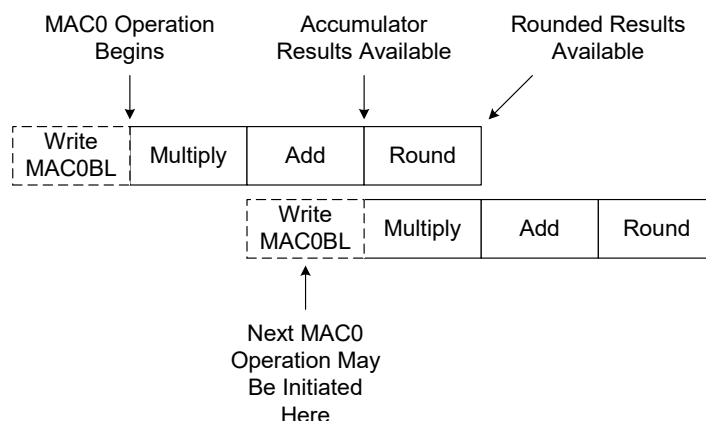 MAC0 Operation
Begins
Accumulator
Results Available
Rounded Results
Available
Write
MAC0BL
Multiply
Add
Round
Write
MAC0BL
Multiply
Add
Round
Next MAC0
Operation May
Be Initiated
Here